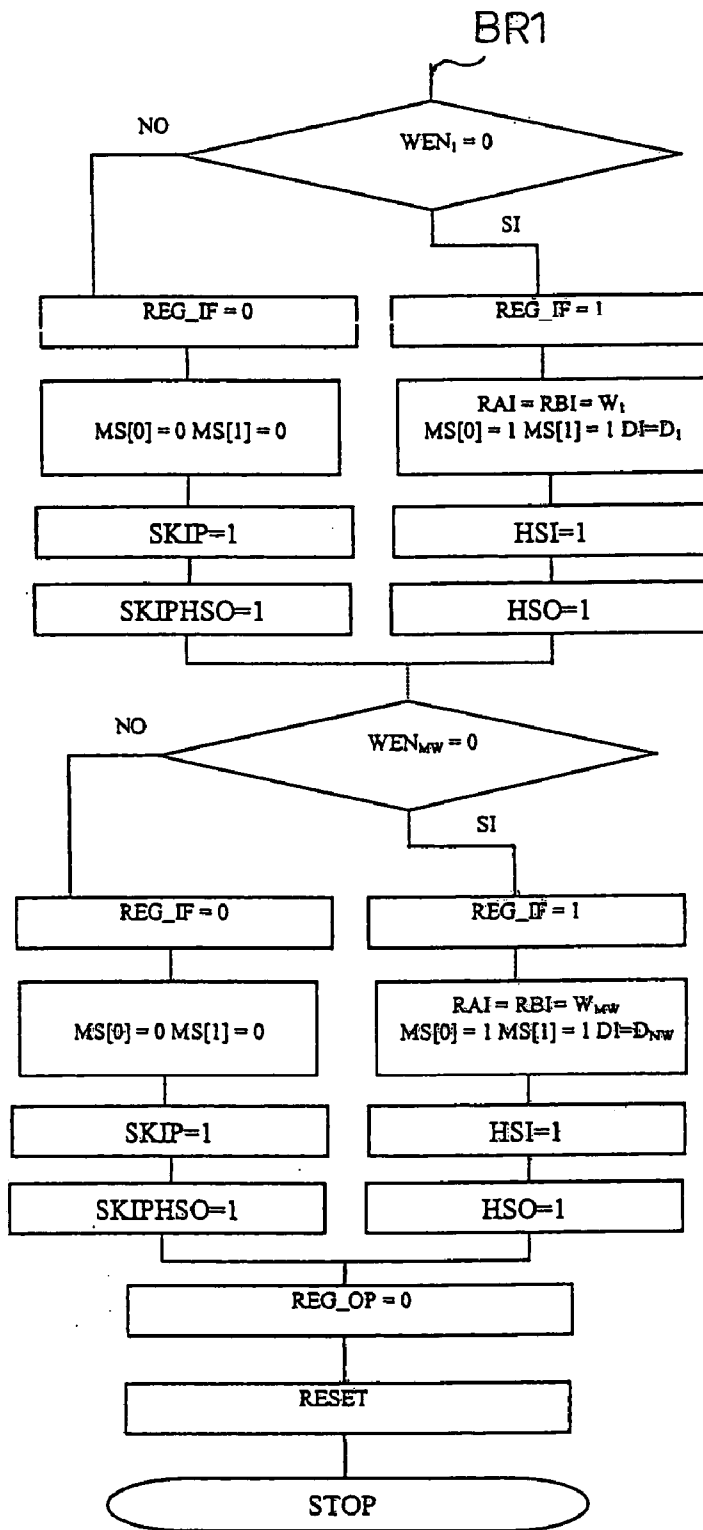 BR1
WEN₁ = 0
NO
SI
REG_IF = 0
REG_IF = 1
MS[0] = 0 MS[1] = 0
RAI = RBI = W₁
MS[0] = 1 MS[1] = 1 DI=D₁
SKIP=1
HSI=1
SKIPHSO=1
HSO=1
WEN_MW = 0
NO
SI
REG_IF = 0
REG_IF = 1
MS[0] = 0 MS[1] = 0
RAI = RBI = W_MW
MS[0] = 1 MS[1] = 1 DI=D_NW
SKIP=1
HSI=1
SKIPHSO=1
HSO=1
REG_OP = 0
RESET
STOP